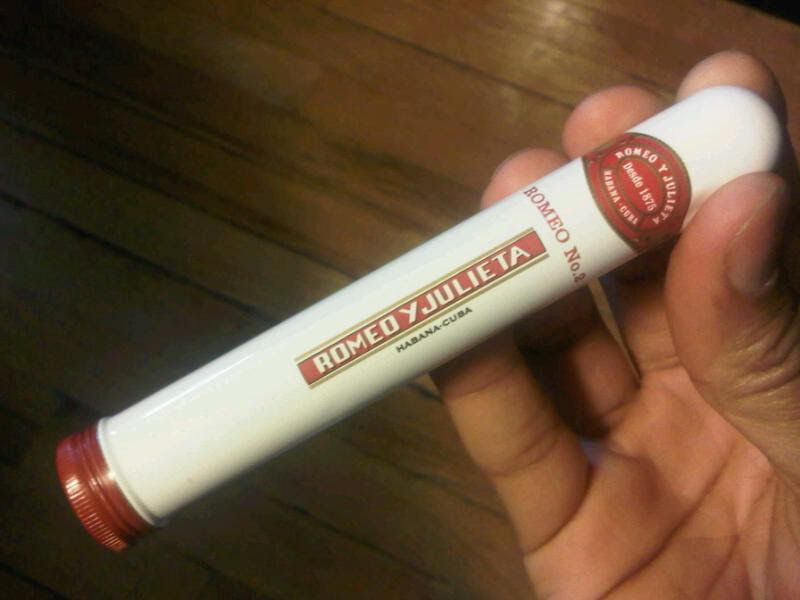 ROMEO Y JULIETA
HABANA-CUBA
ROMEO No.2
ROMEO Y JULIETA
Desde 1875
HABANA-CUBA